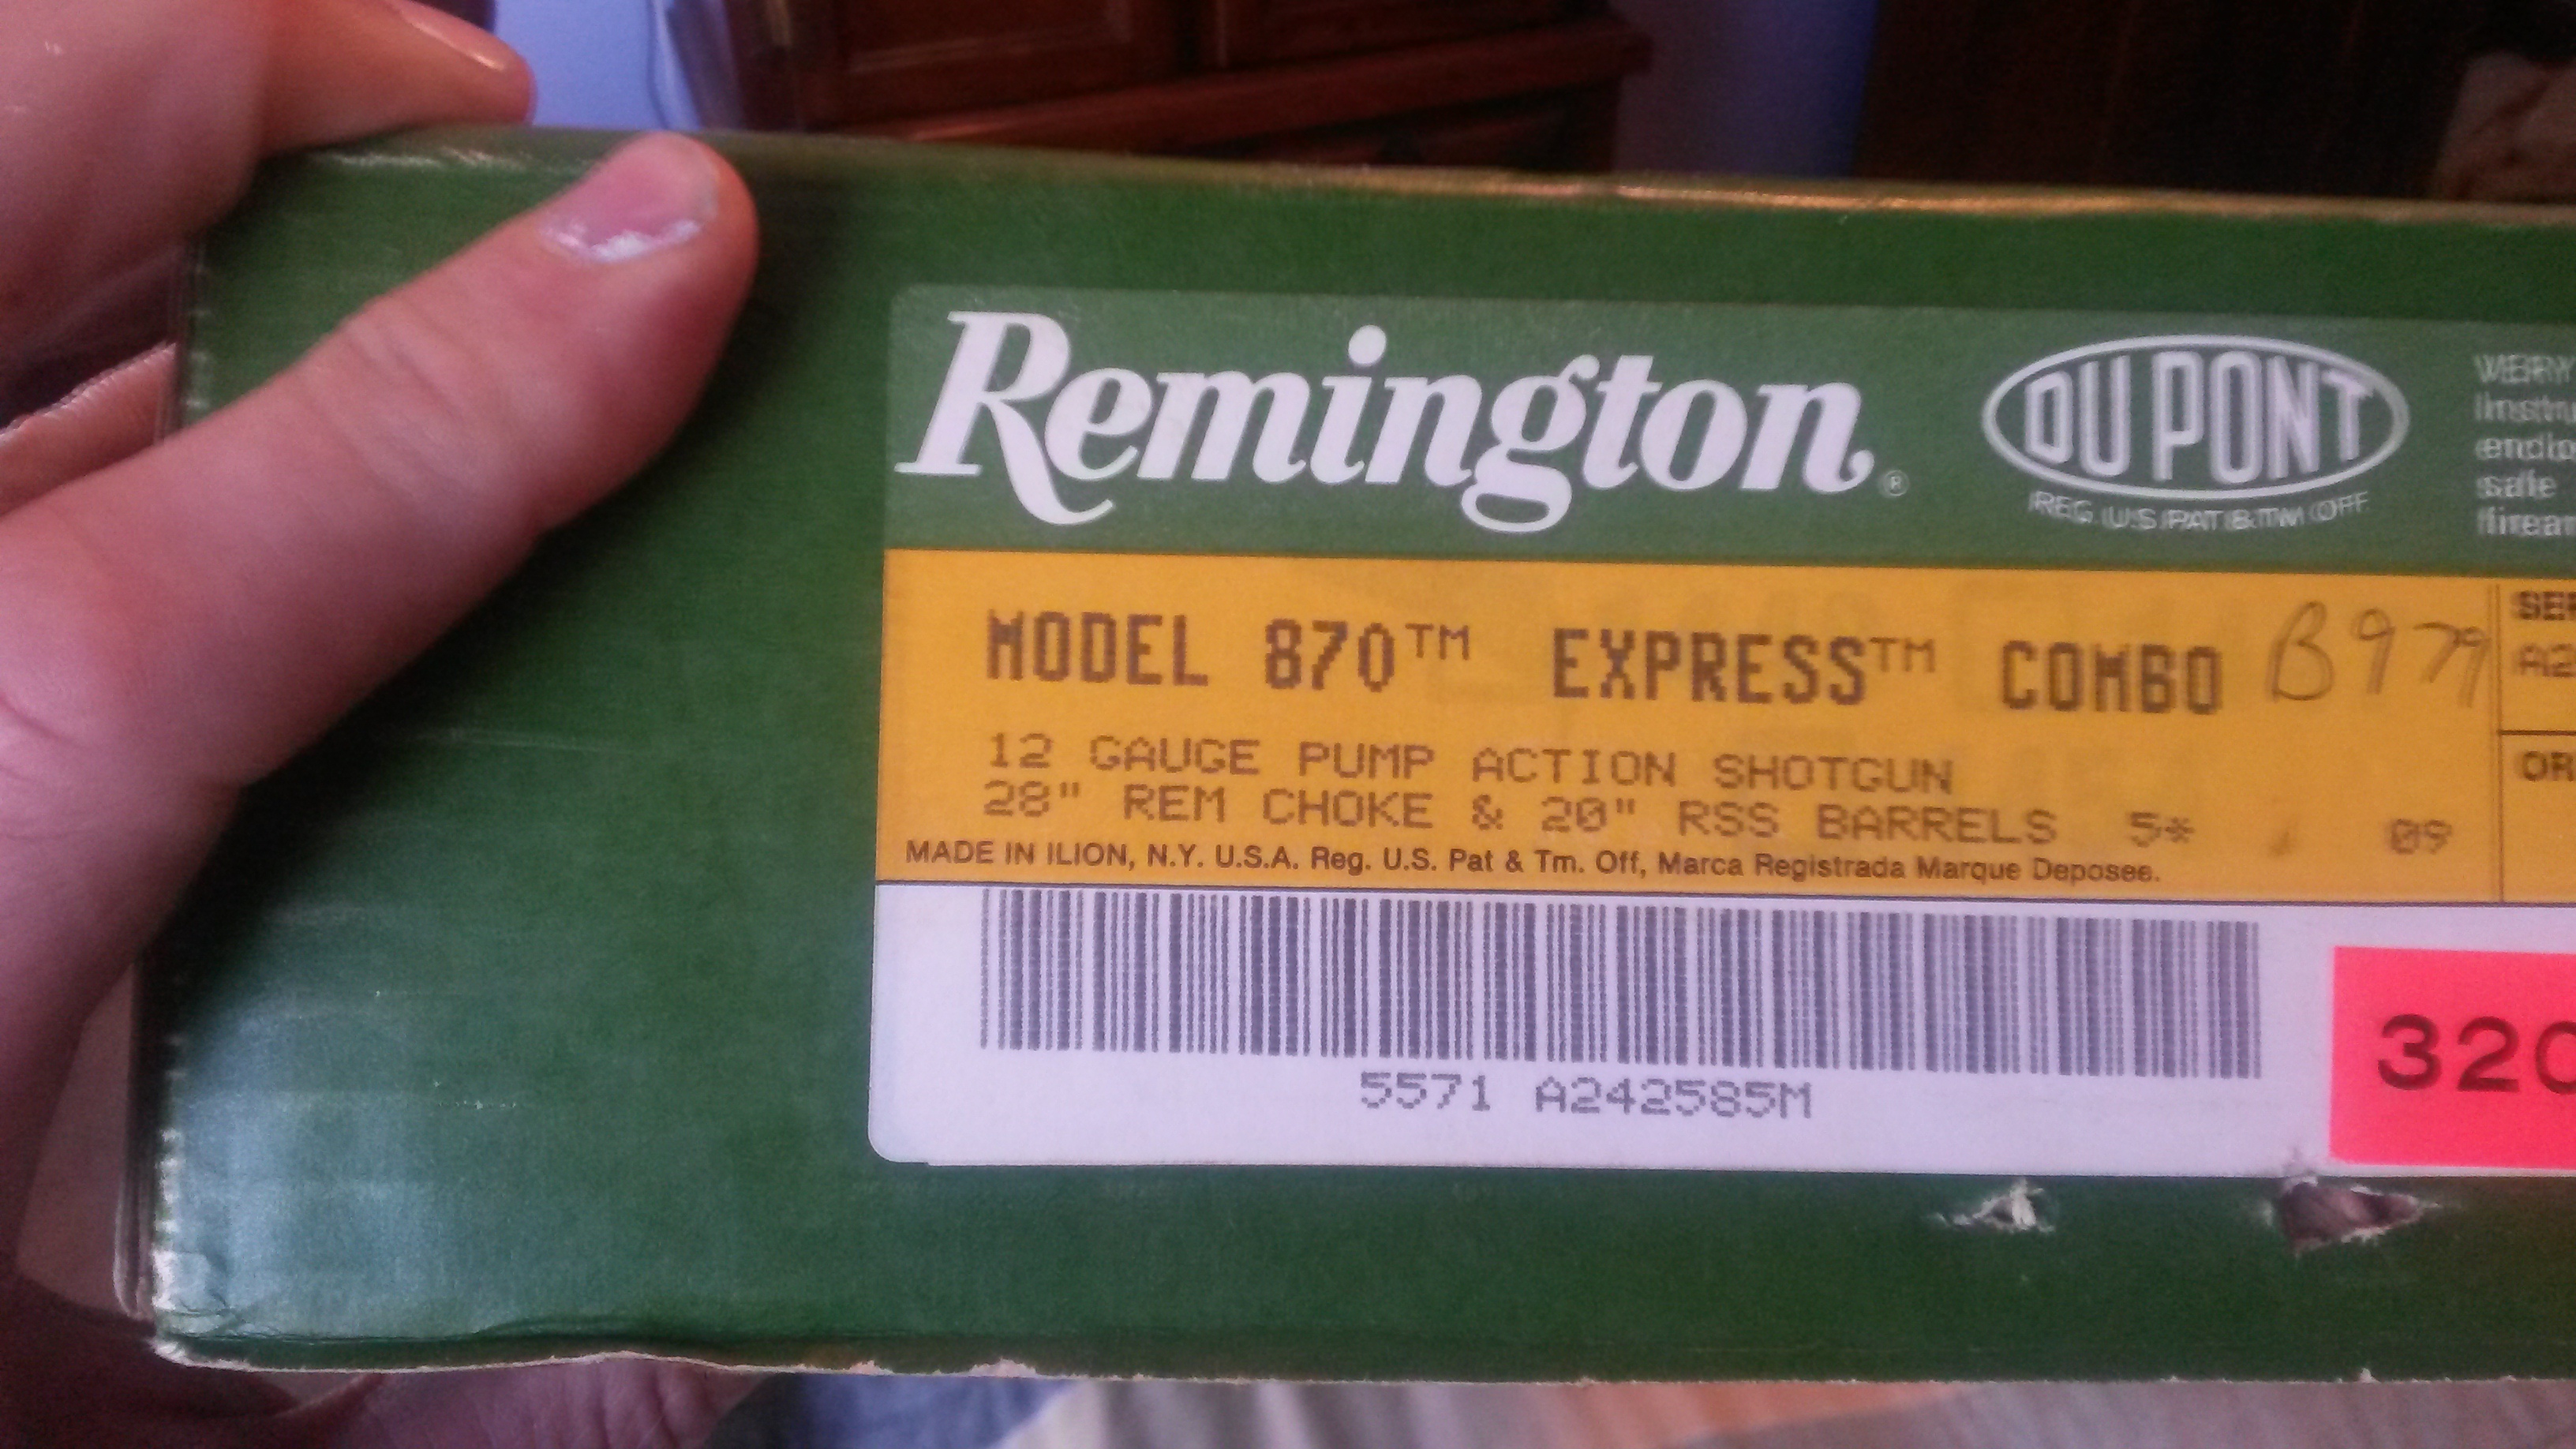 Remington®
DU PONT
REG. U.S. PAT & TM OFF.
safe
MODEL 870™ EXPRESS™ COMBO B979
12 GAUGE PUMP ACTION SHOTGUN
28" REM CHOKE & 20" RSS BARRELS 5* 09
MADE IN ILION, N.Y. U.S.A. Reg. U.S. Pat & Tm. Off, Marca Registrada Marque Deposee.
5571 A242585M
320